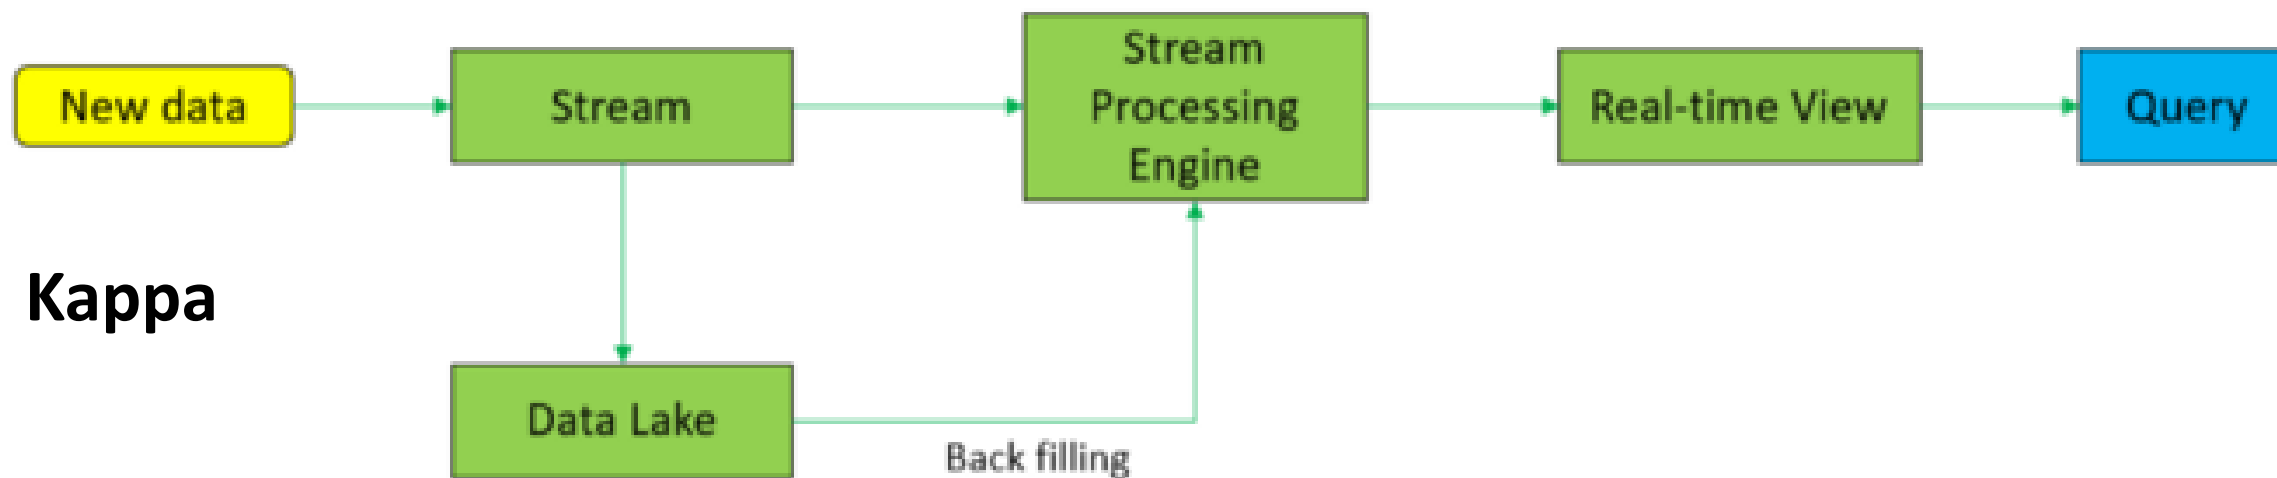 New data
Stream
Stream
Processing
Engine
Real-time View
Query
Kappa
Data Lake
Back filling